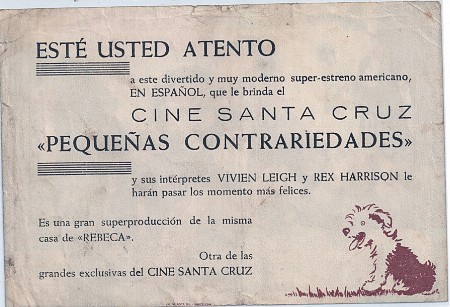 ESTÉ USTED ATENTO
a este divertido y muy moderno super-estreno americano,
EN ESPAÑOL, que le brinda el
CINE SANTA CRUZ
«PEQUEÑAS CONTRARIEDADES»
y sus intérpretes VIVIEN LEIGH y REX HARRISON le
harán pasar los momento más felices.
Es una gran superproducción de la misma
casa de «REBECA».
Otra de las
grandes exclusivas del CINE SANTA CRUZ